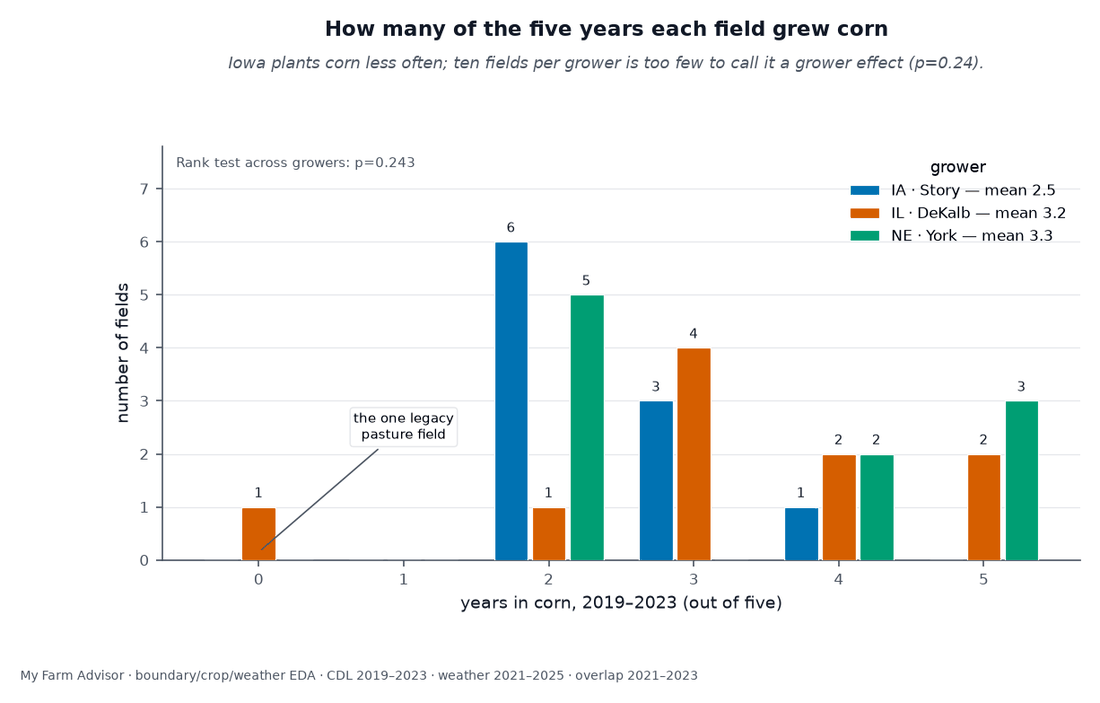 How many of the five years each field grew corn
Iowa plants corn less often; ten fields per grower is too few to call it a grower effect (p=0.24).
Rank test across growers: p=0.243
grower
IA · Story — mean 2.5
IL · DeKalb — mean 3.2
NE · York — mean 3.3
number of fields
7
6
5
4
3
2
1
0
1
the one legacy
pasture field
6
1
5
3
4
1
2
2
2
3
0
1
2
3
4
5
years in corn, 2019–2023 (out of five)
My Farm Advisor · boundary/crop/weather EDA · CDL 2019–2023 · weather 2021–2025 · overlap 2021–2023